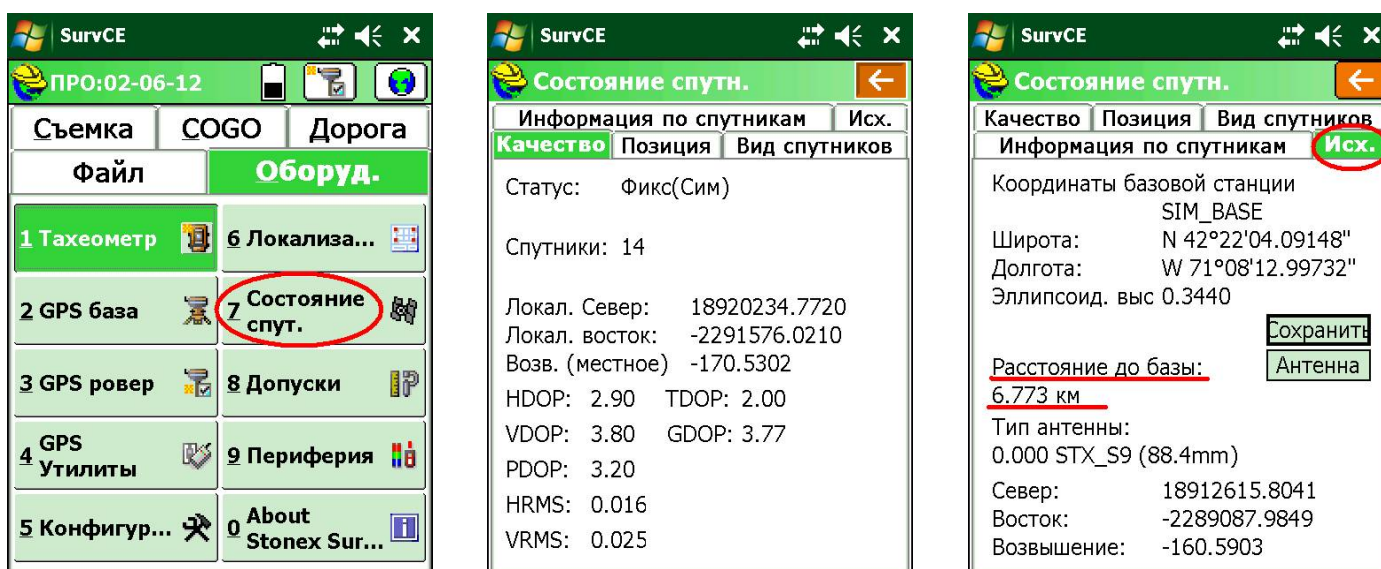 SurvCE
ПРО:02-06-12
Съемка COGO Дорога
Файл Оборуд.
1 Тахеометр 6 Локализа...
2 GPS база 7 Состояние спут.
3 GPS ровер 8 Допуски
4 GPS Утилиты 9 Периферия
5 Конфигур... 0 About Stonex Sur...
SurvCE
Состояние спутн.
Информация по спутникам Исх.
Качество Позиция Вид спутников
Статус: Фикс(Сим)
Спутники: 14
Локал. Север: 18920234.7720
Локал. восток: -2291576.0210
Возв. (местное) -170.5302
HDOP: 2.90 TDOP: 2.00
VDOP: 3.80 GDOP: 3.77
PDOP: 3.20
HRMS: 0.016
VRMS: 0.025
SurvCE
Состояние спутн.
Качество Позиция Вид спутников
Информация по спутникам Исх.
Координаты базовой станции
SIM_BASE
Широта: N 42°22'04.09148"
Долгота: W 71°08'12.99732"
Эллипсоид. выс 0.3440
Сохранить
Расстояние до базы: Антенна
6.773 км
Тип антенны:
0.000 STX_S9 (88.4mm)
Север: 18912615.8041
Восток: -2289087.9849
Возвышение: -160.5903